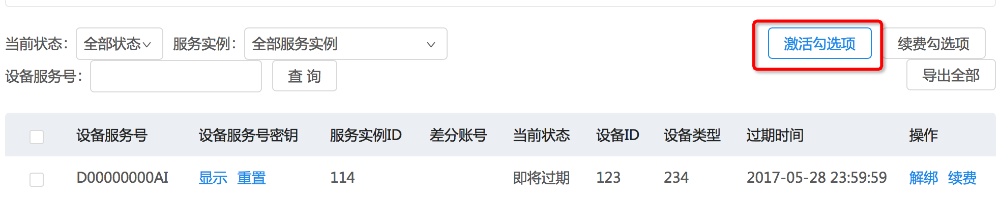 当前状态： 全部状态 服务实例： 全部服务实例 激活勾选项 续费勾选项
设备服务号： 查 询 导出全部
设备服务号 设备服务号密钥 服务实例ID 差分账号 当前状态 设备ID 设备类型 过期时间 操作
D00000000AI 显示 重置 114 即将过期 123 234 2017-05-28 23:59:59 解绑 续费